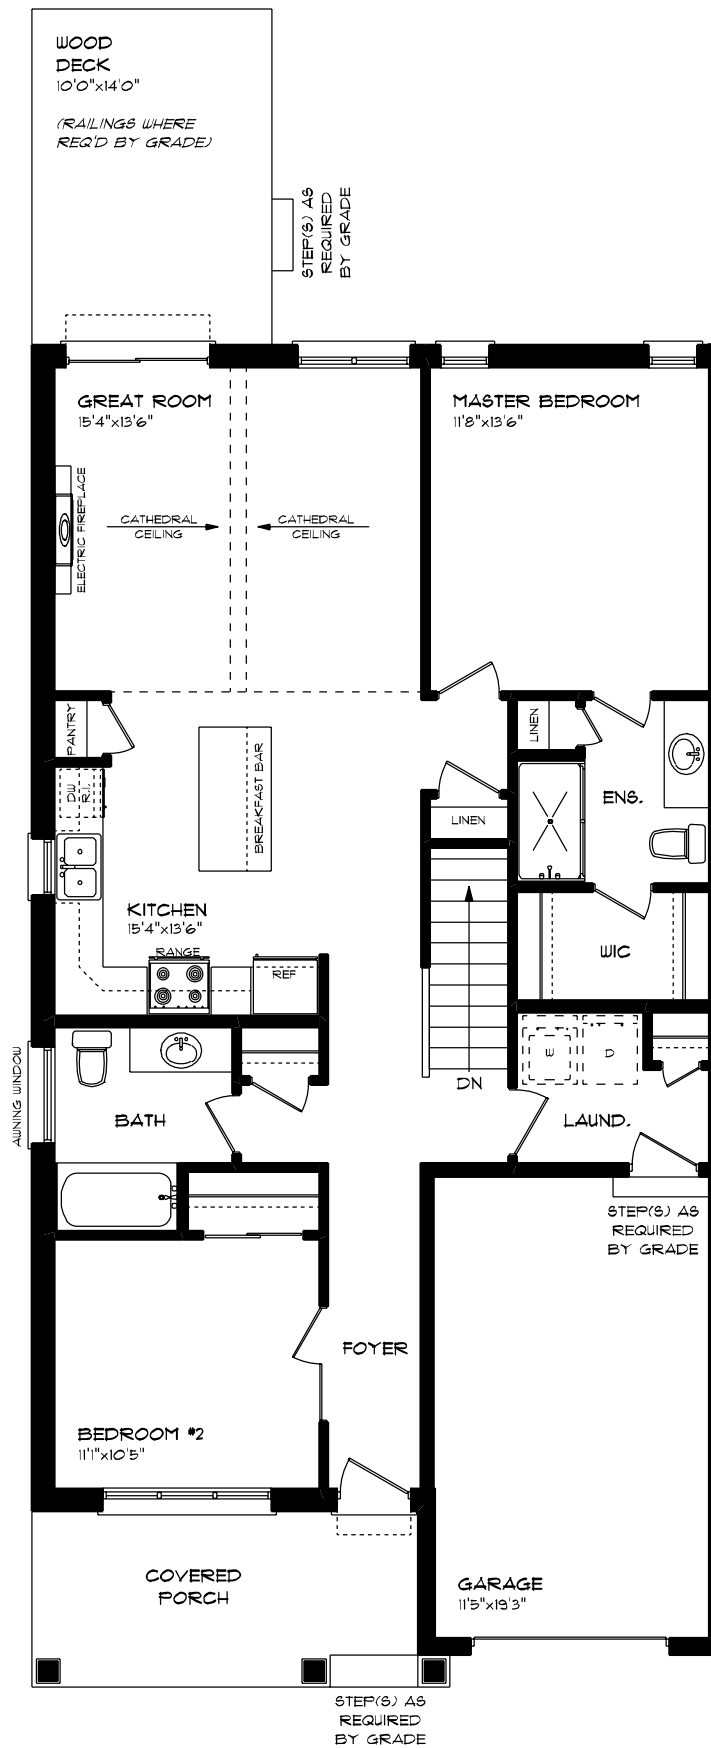 WOOD
DECK
10'0"x14'0"
(RAILINGS WHERE
REQ'D BY GRADE)
STEP(S) AS
REQUIRED
BY GRADE
GREAT ROOM
15'4"x13'6"
MASTER BEDROOM
11'8"x13'6"
ELECTRIC FIREPLACE
CATHEDRAL
CEILING
CATHEDRAL
CEILING
PANTRY
LINEN
DW
R.I.
BREAKFAST BAR
ENS.
LINEN
KITCHEN
15'4"x13'6"
RANGE
REF
WIC
AWNING WINDOW
BATH
DN
W
D
LAUND.
STEP(S) AS
REQUIRED
BY GRADE
FOYER
BEDROOM #2
11'1"x10'5"
COVERED
PORCH
GARAGE
11'5"x19'3"
STEP(S) AS
REQUIRED
BY GRADE